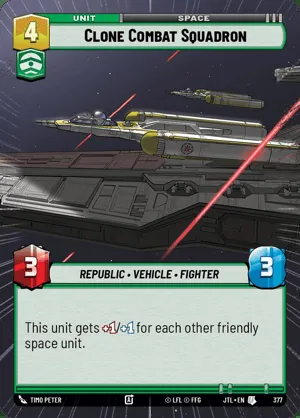 UNIT SPACE
4 CLONE COMBAT SQUADRON
3 REPUBLIC • VEHICLE • FIGHTER 3
This unit gets +1/+1 for each other friendly
space unit.
TIMO PETER © LFL © FFG JTL • EN 377